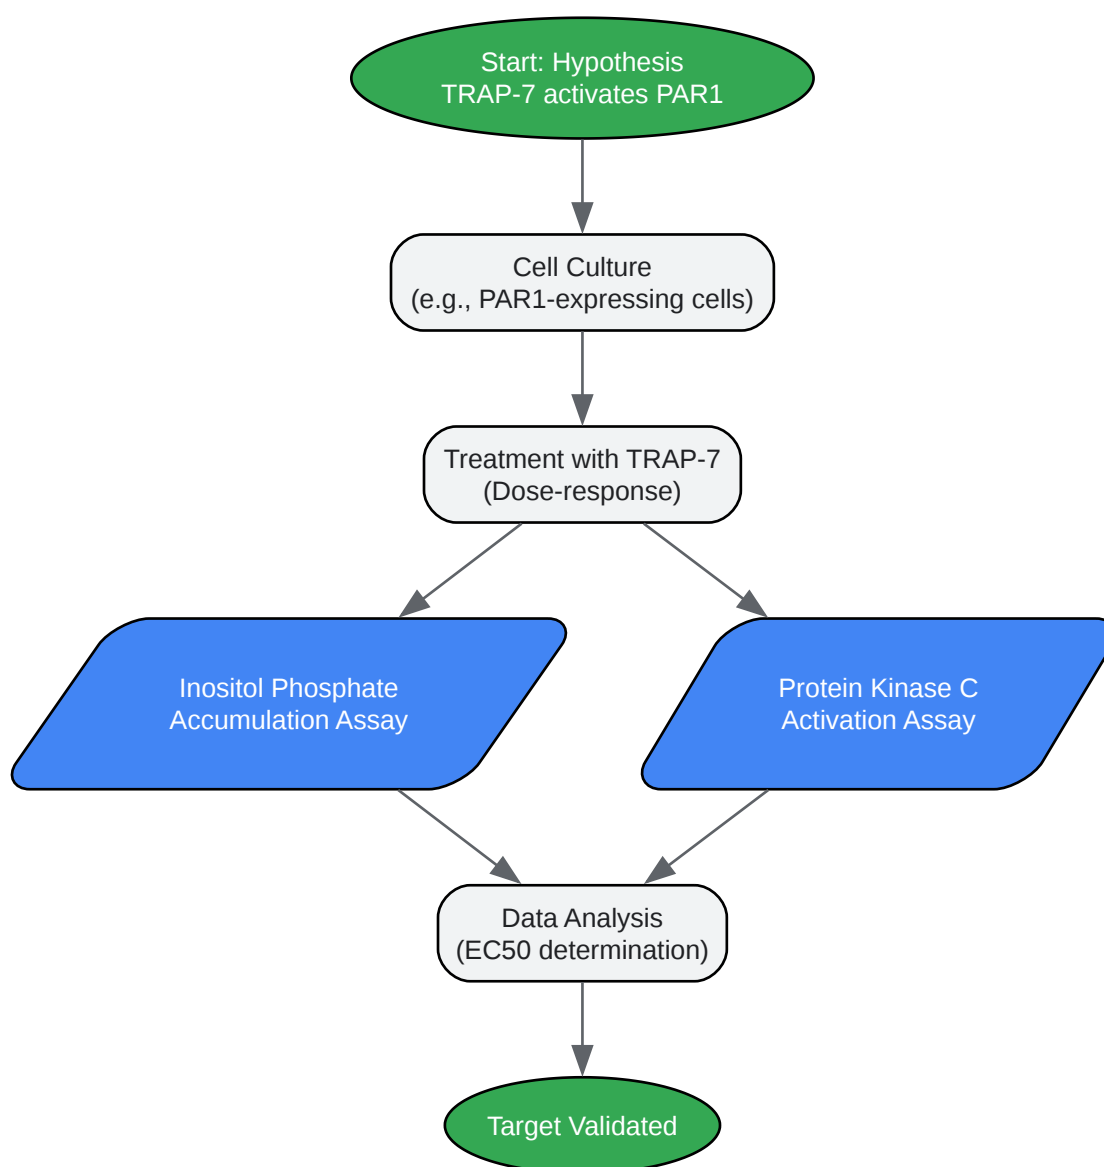 Start: Hypothesis
TRAP-7 activates PAR1
Cell Culture
(e.g., PAR1-expressing cells)
Treatment with TRAP-7
(Dose-response)
Inositol Phosphate
Accumulation Assay
Protein Kinase C
Activation Assay
Data Analysis
(EC50 determination)
Target Validated